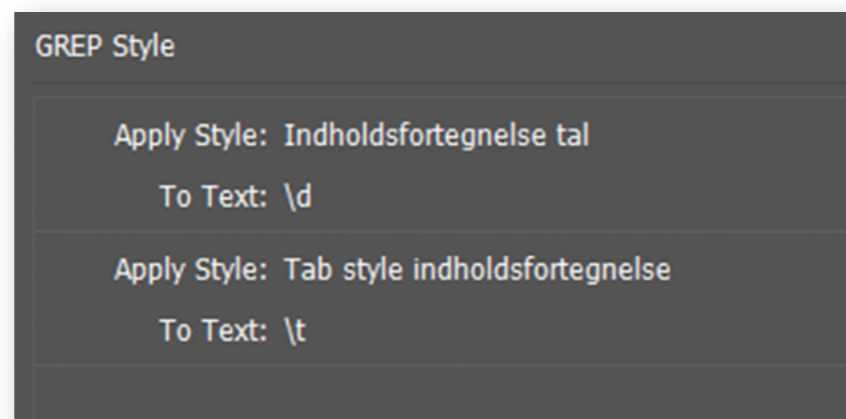 GREP Style
Apply Style: Indholdsfortegnelse tal
To Text: \d
Apply Style: Tab style indholdsfortegnelse
To Text: \t